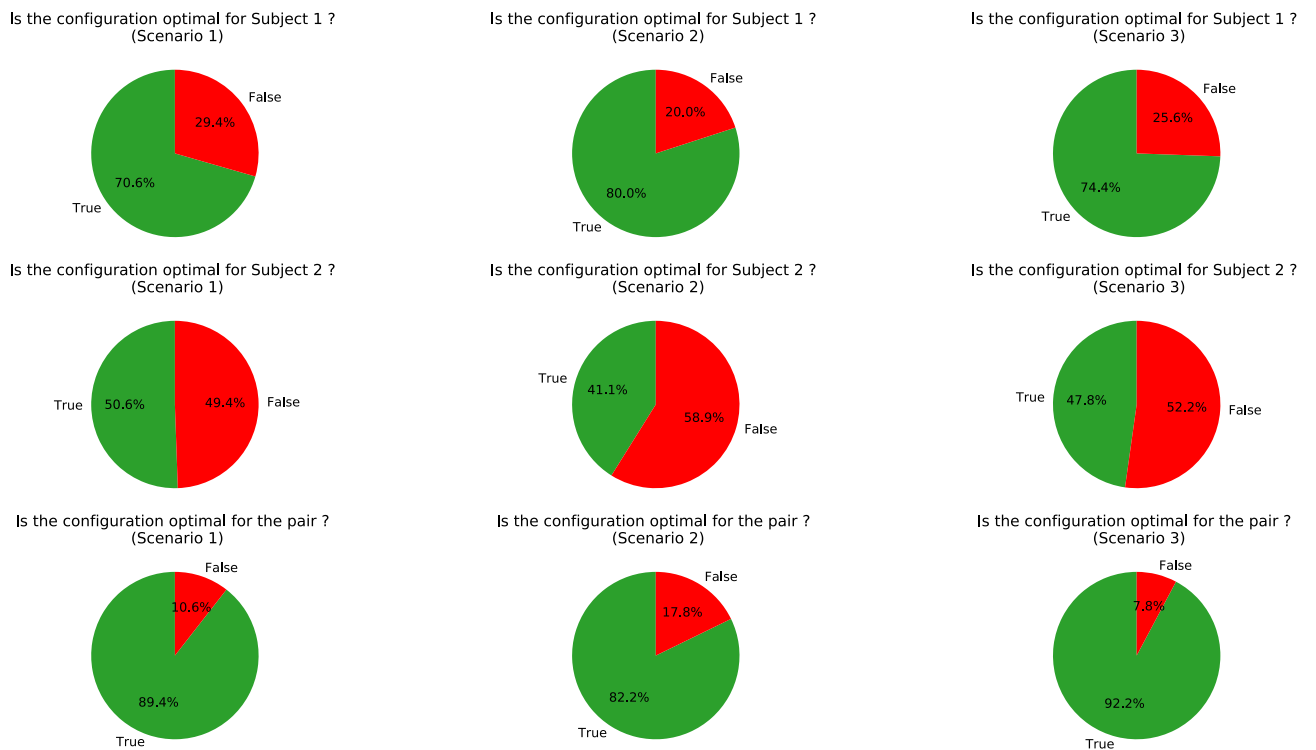 Is the configuration optimal for Subject 1 ?
(Scenario 1)
False
29.4%
70.6%
True
Is the configuration optimal for Subject 1 ?
(Scenario 2)
False
20.0%
80.0%
True
Is the configuration optimal for Subject 1 ?
(Scenario 3)
False
25.6%
74.4%
True
Is the configuration optimal for Subject 2 ?
(Scenario 1)
True
50.6%
49.4%
False
Is the configuration optimal for Subject 2 ?
(Scenario 2)
True
41.1%
58.9%
False
Is the configuration optimal for Subject 2 ?
(Scenario 3)
True
47.8%
52.2%
False
Is the configuration optimal for the pair ?
(Scenario 1)
False
10.6%
89.4%
True
Is the configuration optimal for the pair ?
(Scenario 2)
False
17.8%
82.2%
True
Is the configuration optimal for the pair ?
(Scenario 3)
False
7.8%
92.2%
True